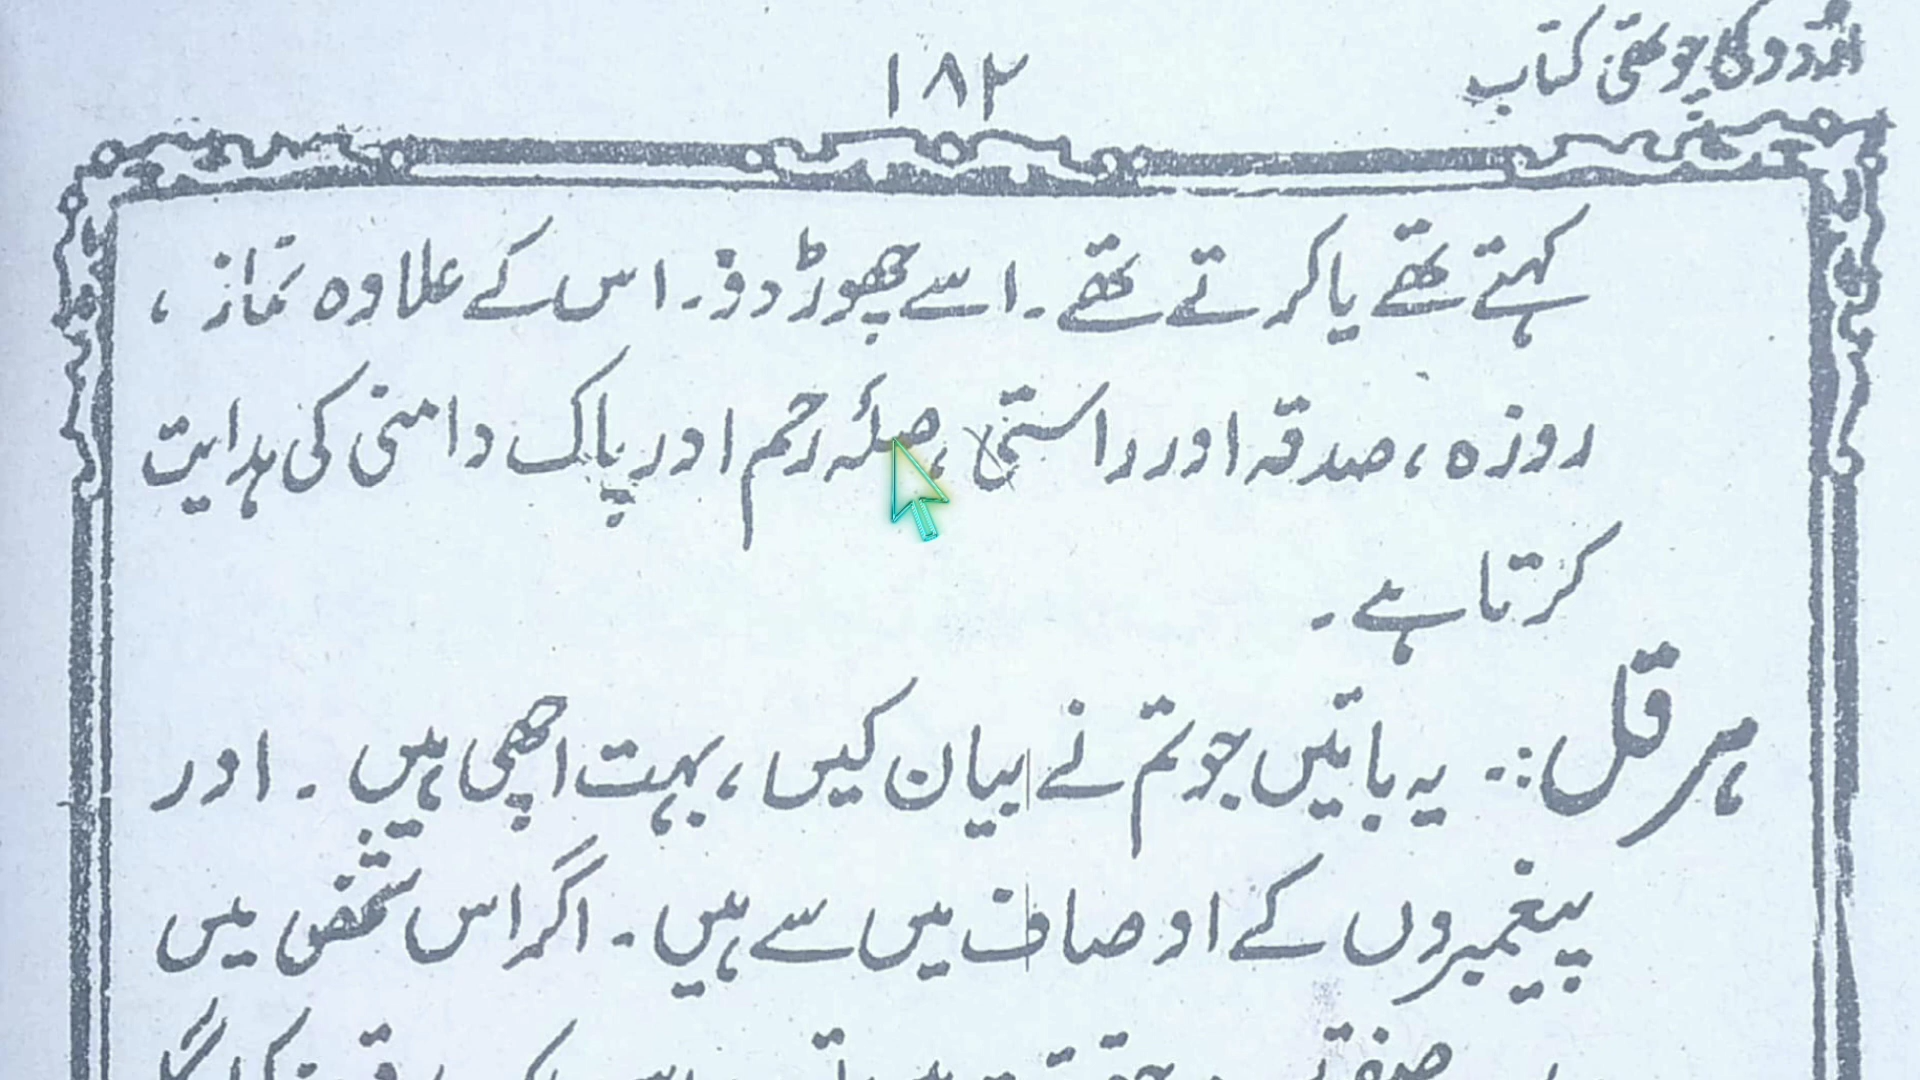 اردو کی چوتھی کتاب
۱۸۲
کہتے تھے یا کرتے تھے ۔ اسے چھوڑ دو ۔ اس کے علاوہ نماز ،
روزہ ، صدقہ اور راستی ، صلۂ رحم اور پاک دامنی کی ہدایت
کرتا ہے ۔
ہرقل :۔ یہ باتیں جو تم نے بیان کیں ، بہت اچھی ہیں ۔ اور
پیغمبروں کے اوصاف میں سے ہیں ۔ اگر اس شخص میں